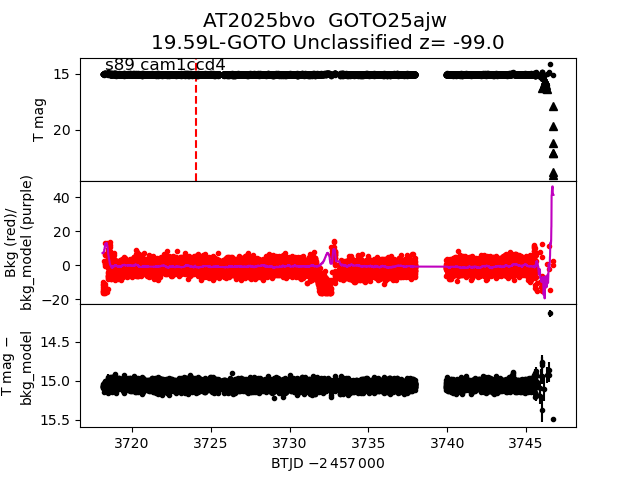 AT2025bvo GOTO25ajw
19.59L-GOTO Unclassified z= -99.0
s89 cam1ccd4
15
20
T mag
40
20
0
−20
Bkg (red)/
bkg_model (purple)
14.5
15.0
15.5
T mag −
bkg_model
3720 3725 3730 3735 3740 3745
BTJD −2 457 000